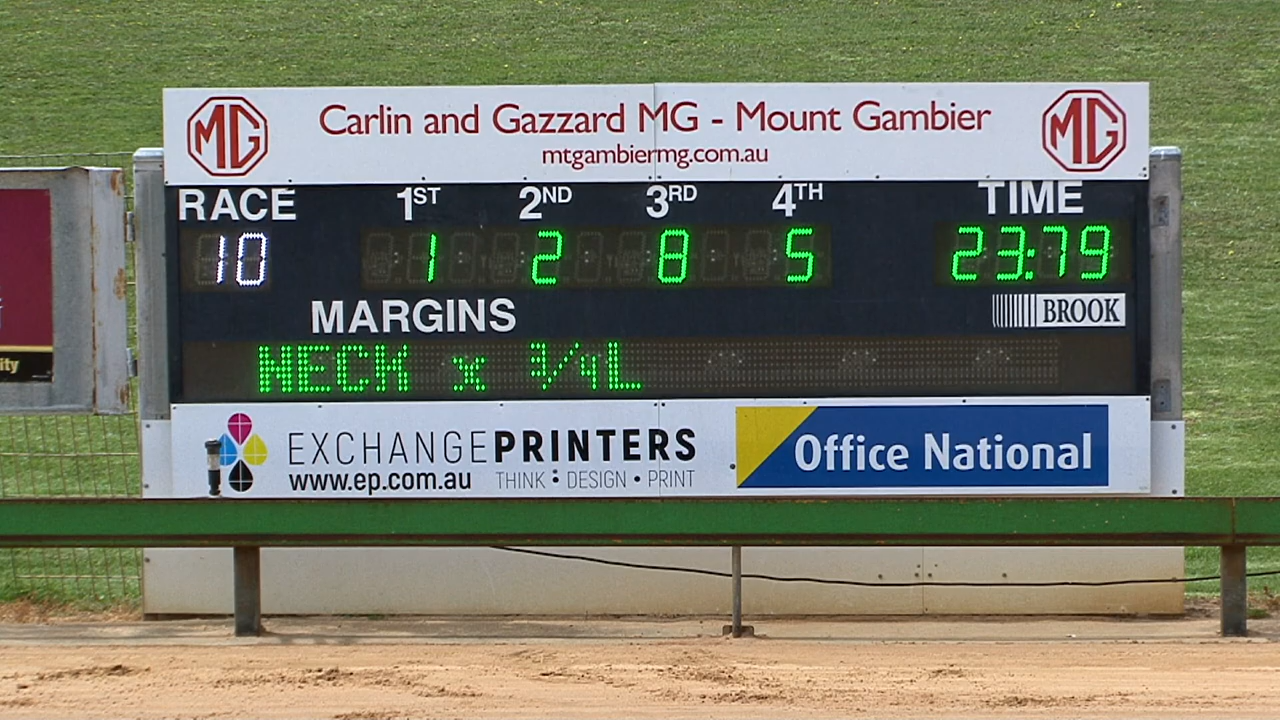 MG Carlin and Gazzard MG - Mount Gambier MG
mtgambiermg.com.au
RACE 1ST 2ND 3RD 4TH TIME
10 1 2 8 5 23:79
MARGINS BROOK
NECK x 3/4L
EXCHANGEPRINTERS Office National
www.ep.com.au THINK : DESIGN • PRINT
ity